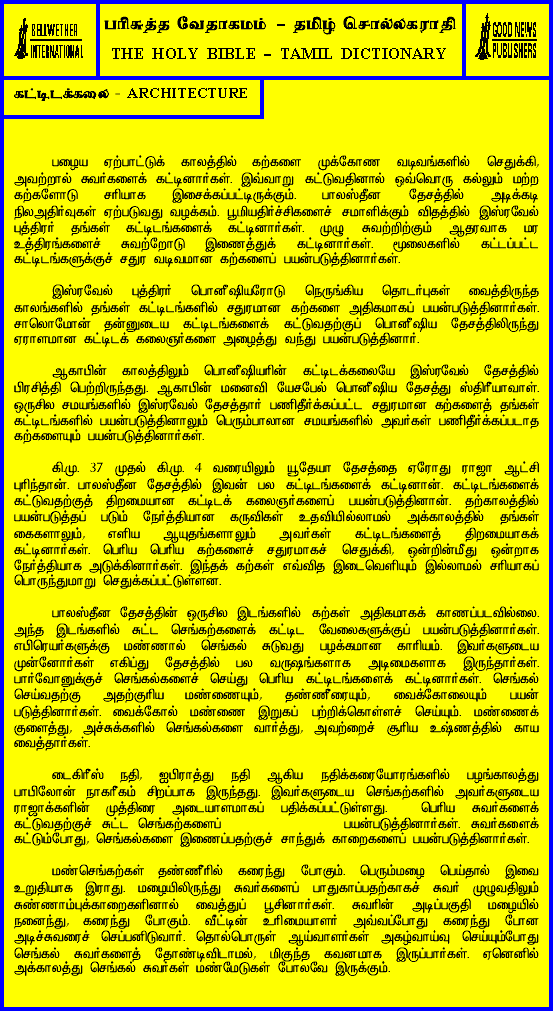 BELLWETHER
INTERNATIONAL
பரிசுத்த வேதாகமம் – தமிழ் சொல்லகராதி
THE HOLY BIBLE – TAMIL DICTIONARY
GOOD NEWS
PUBLISHERS
கட்டிடக்கலை - ARCHITECTURE
பழைய ஏற்பாட்டுக் காலத்தில் கற்களை முக்கோண வடிவங்களில் செதுக்கி,
அவற்றால் சுவர்களைக் கட்டினார்கள். இவ்வாறு கட்டுவதினால் ஒவ்வொரு கல்லும் மற்ற
கற்களோடு சரியாக இசைக்கப்பட்டிருக்கும். பாலஸ்தீன தேசத்தில் அடிக்கடி
நிலஅதிர்வுகள் ஏற்படுவது வழக்கம். பூமியதிர்ச்சிகளைச் சமாளிக்கும் விதத்தில் இஸ்ரவேல்
புத்திரர் தங்கள் கட்டிடங்களைக் கட்டினார்கள். முழு சுவற்றிற்கும் ஆதரவாக மர
உத்திரங்களைச் சுவற்றோடு இணைத்துக் கட்டினார்கள். மூலைகளில் கட்டப்பட்ட
கட்டிடங்களுக்குச் சதுர வடிவமான கற்களைப் பயன்படுத்தினார்கள்.
இஸ்ரவேல் புத்திரர் பொனீஷியரோடு நெருங்கிய தொடர்புகள் வைத்திருந்த
காலங்களில் தங்கள் கட்டிடங்களில் சதுரமான கற்களை அதிகமாகப் பயன்படுத்தினார்கள்.
சாலொமோன் தன்னுடைய கட்டிடங்களைக் கட்டுவதற்குப் பொனீஷிய தேசத்திலிருந்து
ஏராளமான கட்டிடக் கலைஞர்களை அழைத்து வந்து பயன்படுத்தினார்.
ஆகாபின் காலத்திலும் பொனீஷியரின் கட்டிடக்கலையே இஸ்ரவேல் தேசத்தில்
பிரசித்தி பெற்றிருந்தது. ஆகாபின் மனைவி யேசபேல் பொனீஷிய தேசத்து ஸ்திரீயாவாள்.
ஒருசில சமயங்களில் இஸ்ரவேல் தேசத்தார் பணிதீர்க்கப்பட்ட சதுரமான கற்களைத் தங்கள்
கட்டிடங்களில் பயன்படுத்தினாலும் பெரும்பாலான சமயங்களில் அவர்கள் பணிதீர்க்கப்படாத
கற்களையும் பயன்படுத்தினார்கள்.
கி.மு. 37 முதல் கி.மு. 4 வரையிலும் யூதேயா தேசத்தை ஏரோது ராஜா ஆட்சி
புரிந்தான். பாலஸ்தீன தேசத்தில் இவன் பல கட்டிடங்களைக் கட்டினான். கட்டிடங்களைக்
கட்டுவதற்குத் திறமையான கட்டிடக் கலைஞர்களைப் பயன்படுத்தினான். தற்காலத்தில்
பயன்படுத்தப் படும் நேர்த்தியான கருவிகள் உதவியில்லாமல் அக்காலத்தில் தங்கள்
கைகளாலும், எளிய ஆயுதங்களாலும் அவர்கள் கட்டிடங்களைத் திறமையாகக்
கட்டினார்கள். பெரிய பெரிய கற்களைச் சதுரமாகச் செதுக்கி, ஒன்றின்மீது ஒன்றாக
நேர்த்தியாக அடுக்கினார்கள். இந்தக் கற்கள் எவ்வித இடைவெளியும் இல்லாமல் சரியாகப்
பொருந்துமாறு செதுக்கப்பட்டுள்ளன.
பாலஸ்தீன தேசத்தின் ஒருசில இடங்களில் கற்கள் அதிகமாகக் காணப்படவில்லை.
அந்த இடங்களில் சுட்ட செங்கற்களைக் கட்டிட வேலைகளுக்குப் பயன்படுத்தினார்கள்.
எபிரெயர்களுக்கு மண்ணால் செங்கல் சுடுவது பழக்கமான காரியம். இவர்களுடைய
முன்னோர்கள் எகிப்து தேசத்தில் பல வருஷங்களாக அடிமைகளாக இருந்தார்கள்.
பார்வோனுக்குச் செங்கல்களைச் செய்து பெரிய கட்டிடங்களைக் கட்டினார்கள். செங்கல்
செய்வதற்கு அதற்குரிய மண்ணையும், தண்ணீரையும், வைக்கோலையும் பயன்
படுத்தினார்கள். வைக்கோல் மண்ணை இறுகப் பற்றிக்கொள்ளச் செய்யும். மண்ணைக்
குளைத்து, அச்சுக்களில் செங்கல்களை வார்த்து, அவற்றைச் சூரிய உஷ்ணத்தில் காய
வைத்தார்கள்.
டைகிரீஸ் நதி, ஐபிராத்து நதி ஆகிய நதிக்கரையோரங்களில் பழங்காலத்து
பாபிலோன் நாகரீகம் சிறப்பாக இருந்தது. இவர்களுடைய செங்கற்களில் அவர்களுடைய
ராஜாக்களின் முத்திரை அடையாளமாகப் பதிக்கப்பட்டுள்ளது. பெரிய சுவர்களைக்
கட்டுவதற்குச் சுட்ட செங்கற்களைப் பயன்படுத்தினார்கள். சுவர்களைக்
கட்டும்போது, செங்கல்களை இணைப்பதற்குச் சாந்துக் காறைகளைப் பயன்படுத்தினார்கள்.
மண்செங்கற்கள் தண்ணீரில் கரைந்து போகும். பெருமழை பெய்தால் இவை
உறுதியாக இராது. மழையிலிருந்து சுவர்களைப் பாதுகாப்பதற்காகச் சுவர் முழுவதிலும்
சுண்ணாம்புக்காறைகளினால் வைத்துப் பூசினார்கள். சுவரின் அடிப்பகுதி மழையில்
நனைந்து, கரைந்து போகும். வீட்டின் உரிமையாளர் அவ்வப்போது கரைந்து போன
அடிச்சுவரைச் செப்பனிடுவார். தொல்பொருள் ஆய்வாளர்கள் அகழ்வாய்வு செய்யும்போது
செங்கல் சுவர்களைத் தோண்டிவிடாமல், மிகுந்த கவனமாக இருப்பார்கள். ஏனெனில்
அக்காலத்து செங்கல் சுவர்கள் மண்மேடுகள் போலவே இருக்கும்.